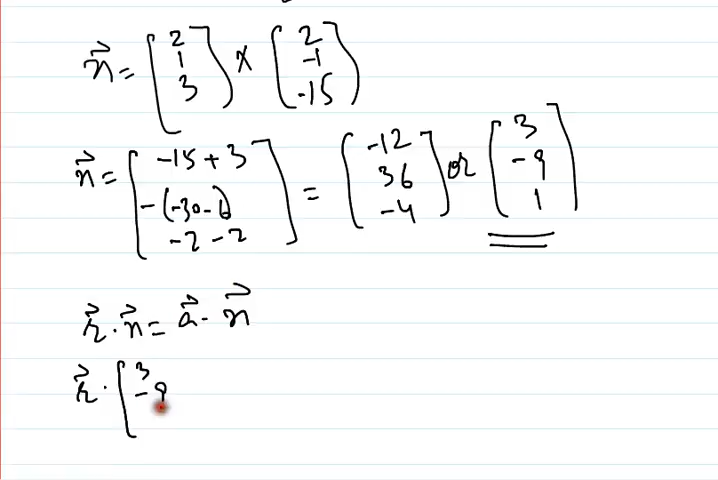 n⃗ = [2 1 3] × [2 -1 -15]
n⃗ = [-15 + 3 -(-30-6) -2 -2] = [-12 36 -4] or [3 -9 1]
r⃗ . n⃗ = a⃗ . n⃗
r⃗ . [3 -9